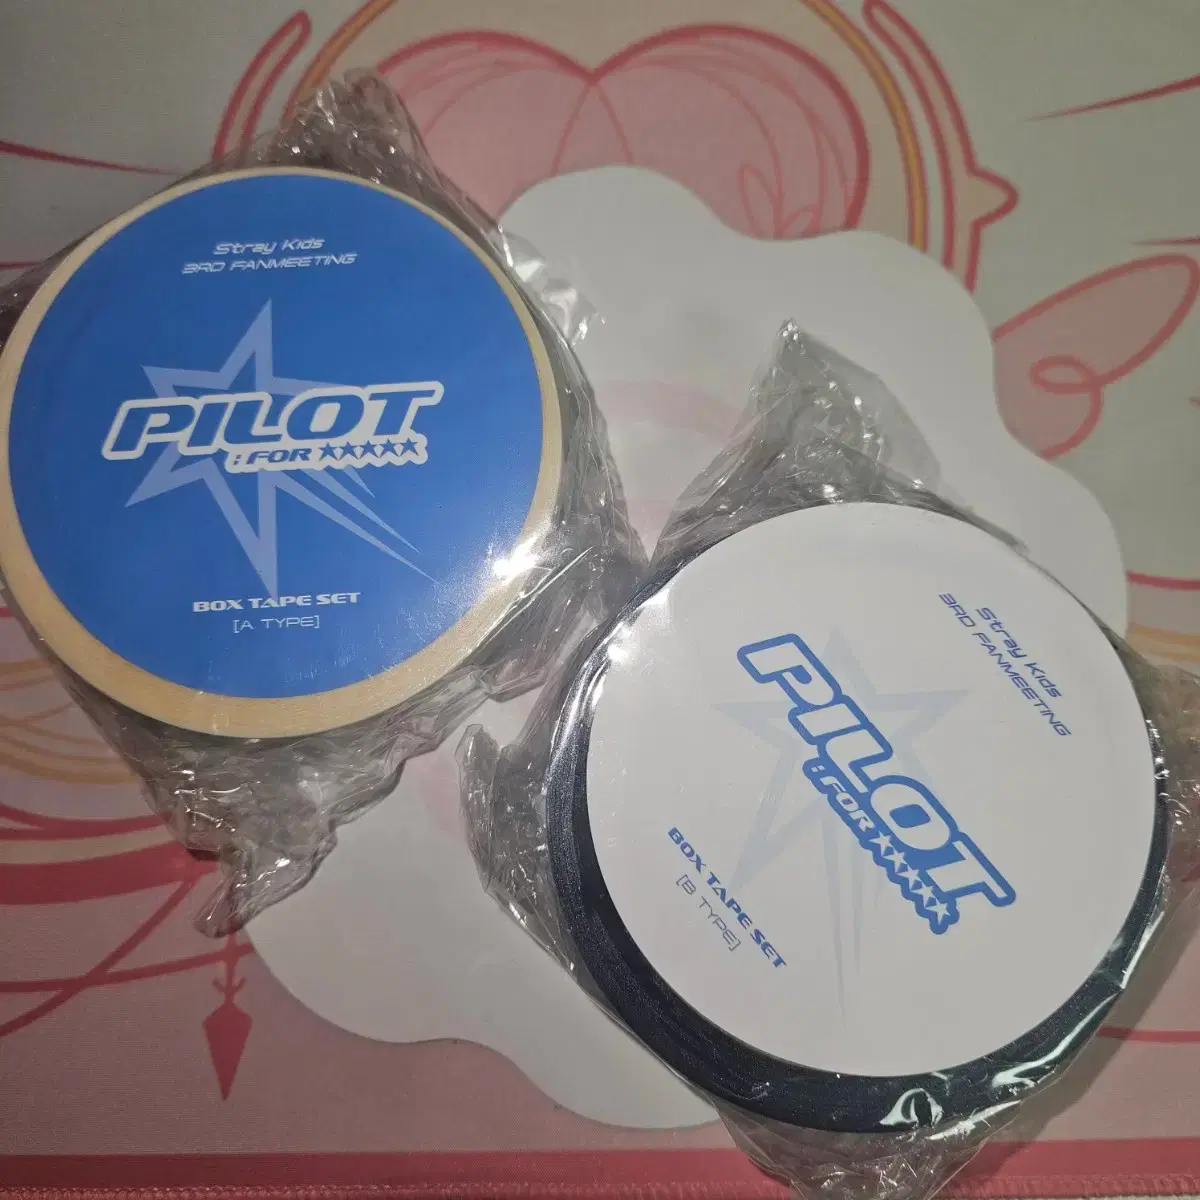 Stray Kids
3RD FANMEETING
PILOT
: FOR ★★★★★
BOX TAPE SET
[A TYPE]
Stray Kids
3RD FANMEETING
PILOT
: FOR ★★★★★
BOX TAPE SET
[B TYPE]